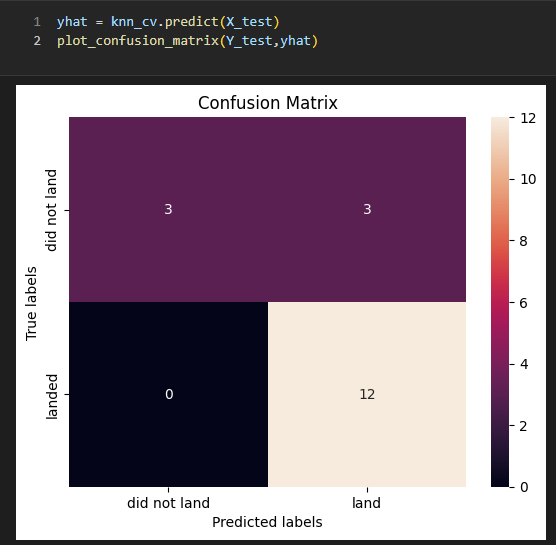 1 yhat = knn_cv.predict(X_test)
2 plot_confusion_matrix(Y_test,yhat)
Confusion Matrix
12
10
8
6
4
2
0
True labels
did not land
3 3
landed
0 12
did not land land
Predicted labels